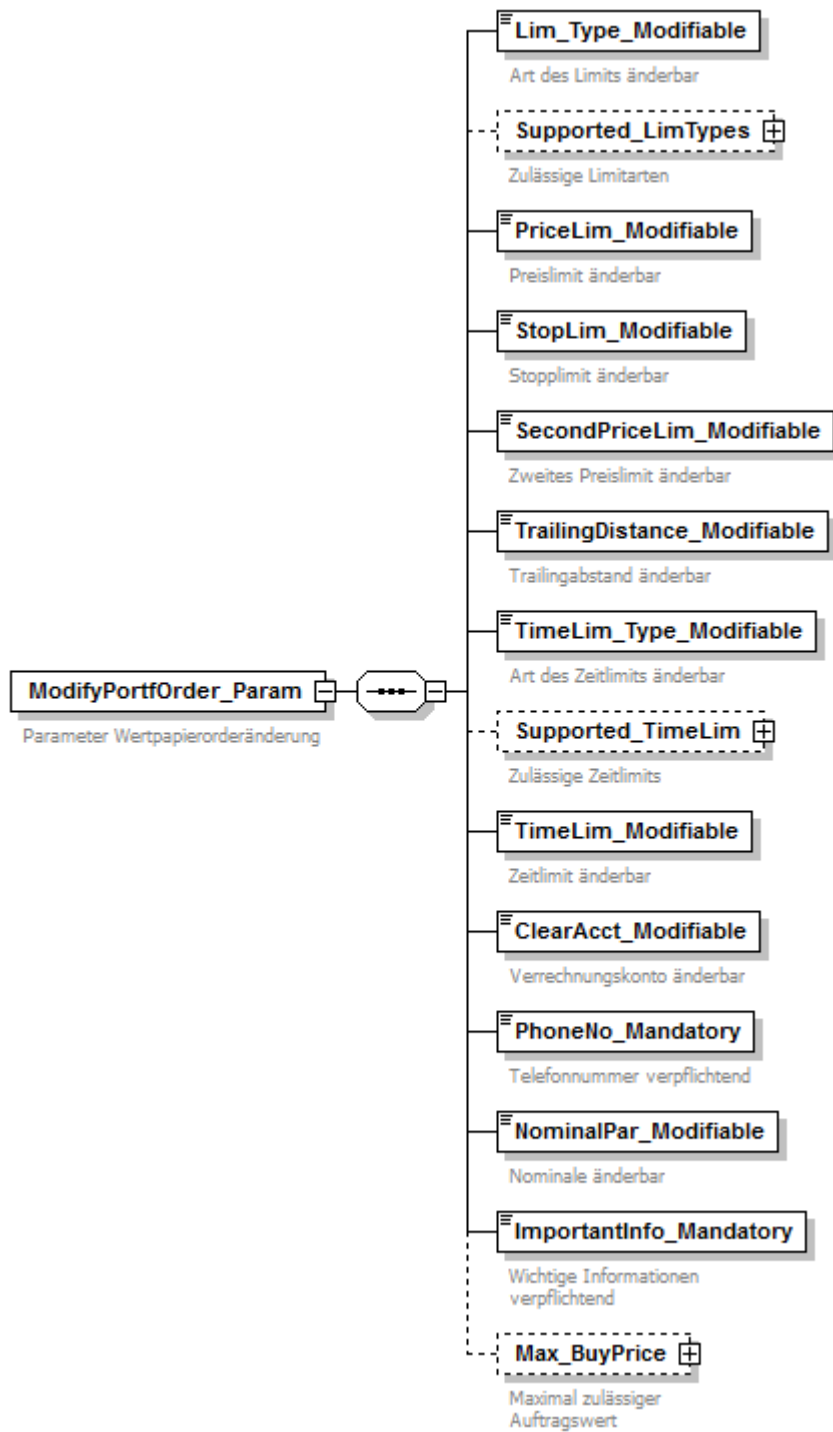 Lim_Type_Modifiable
Art des Limits änderbar
Supported_LimTypes
Zulässige Limitarten
PriceLim_Modifiable
Preislimit änderbar
StopLim_Modifiable
Stopplimit änderbar
SecondPriceLim_Modifiable
Zweites Preislimit änderbar
TrailingDistance_Modifiable
Trailingabstand änderbar
TimeLim_Type_Modifiable
Art des Zeitlimits änderbar
ModifyPortfOrder_Param
Parameter Wertpapierorderänderung
Supported_TimeLim
Zulässige Zeitlimits
TimeLim_Modifiable
Zeitlimit änderbar
ClearAcct_Modifiable
Verrechnungskonto änderbar
PhoneNo_Mandatory
Telefonnummer verpflichtend
NominalPar_Modifiable
Nominale änderbar
ImportantInfo_Mandatory
Wichtige Informationen
verpflichtend
Max_BuyPrice
Maximal zulässiger
Auftragswert